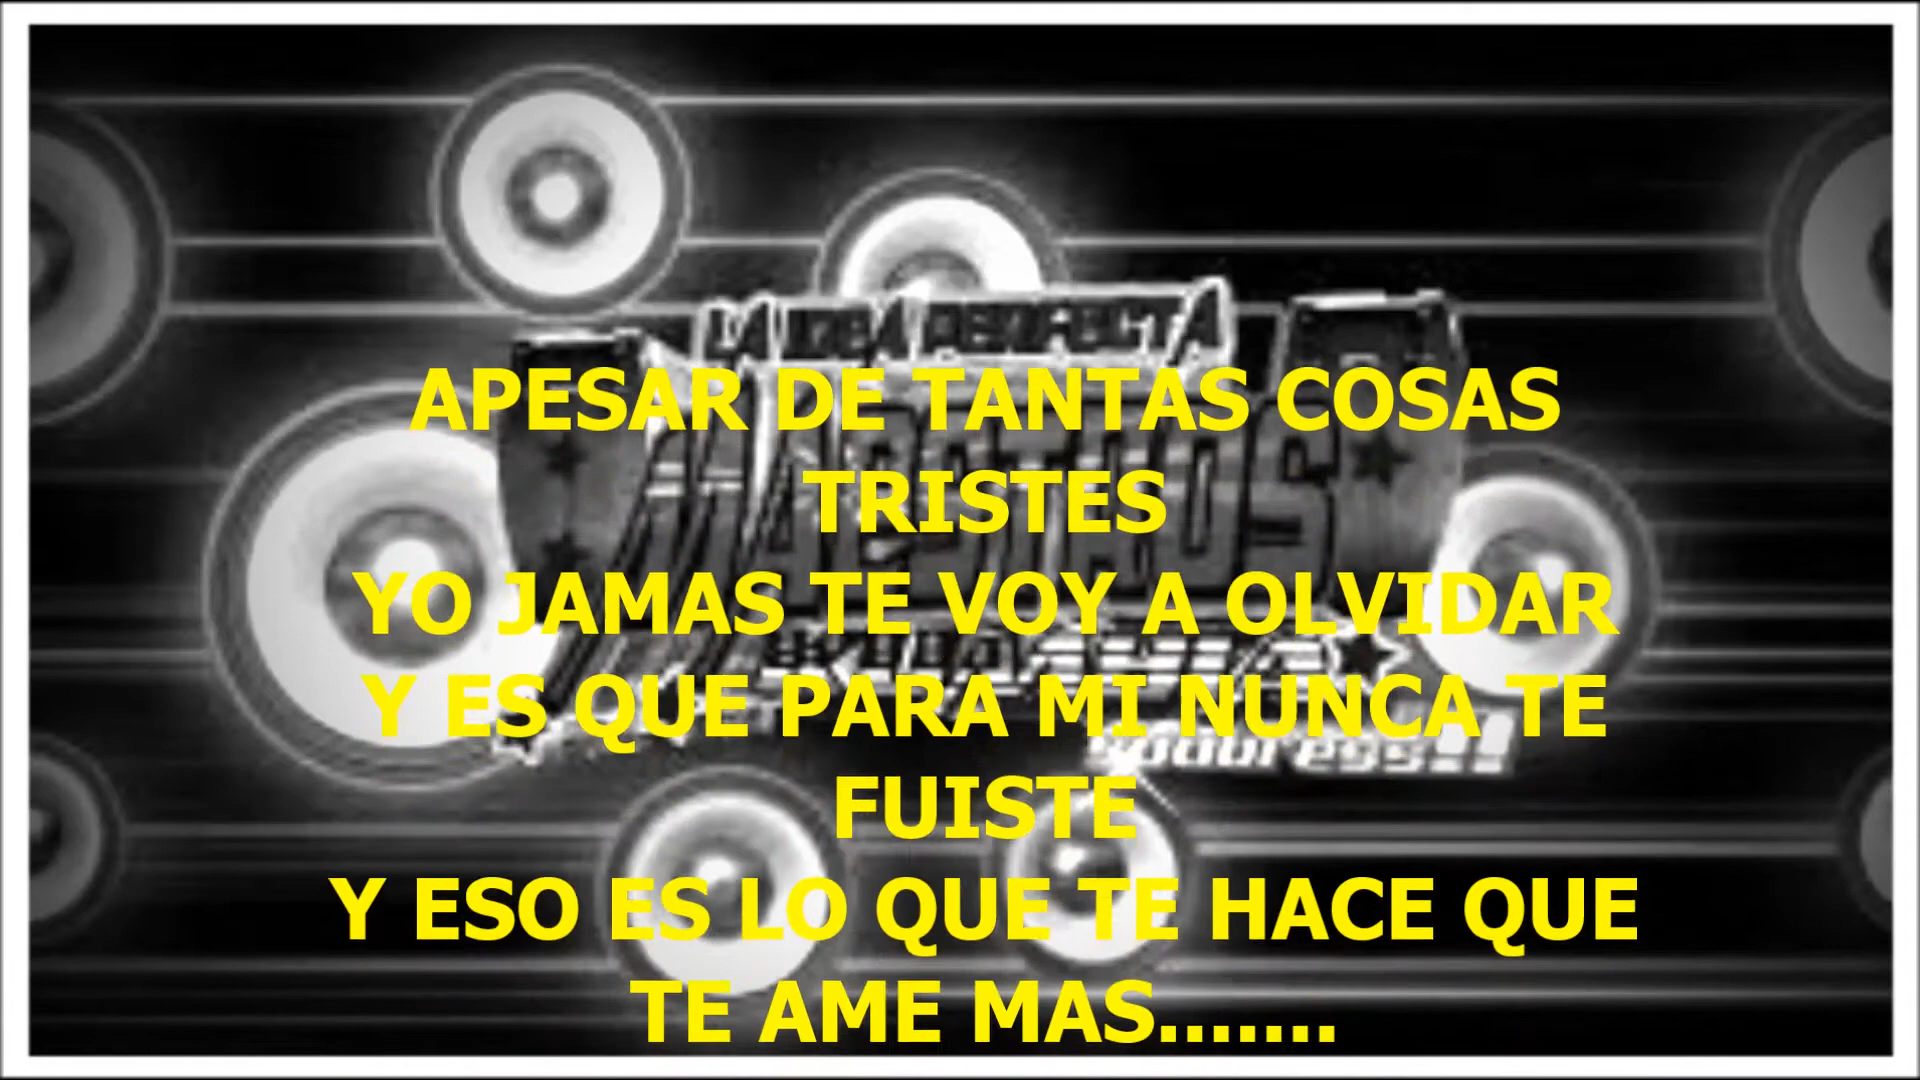 LA IDEA PERFECTA
APESAR DE TANTAS COSAS
TRISTES
YO JAMAS TE VOY A OLVIDAR
Y ES QUE PARA MI NUNCA TE
FUISTE
Y ESO ES LO QUE TE HACE QUE
TE AME MAS.......